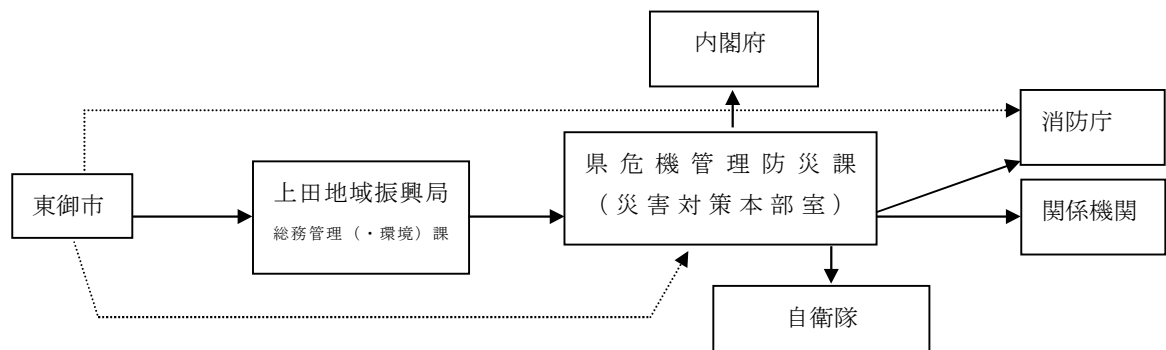 内閣府
消防庁
県危機管理防災課
（災害対策本部室）
上田地域振興局
総務管理（・環境）課
東御市
関係機関
自衛隊